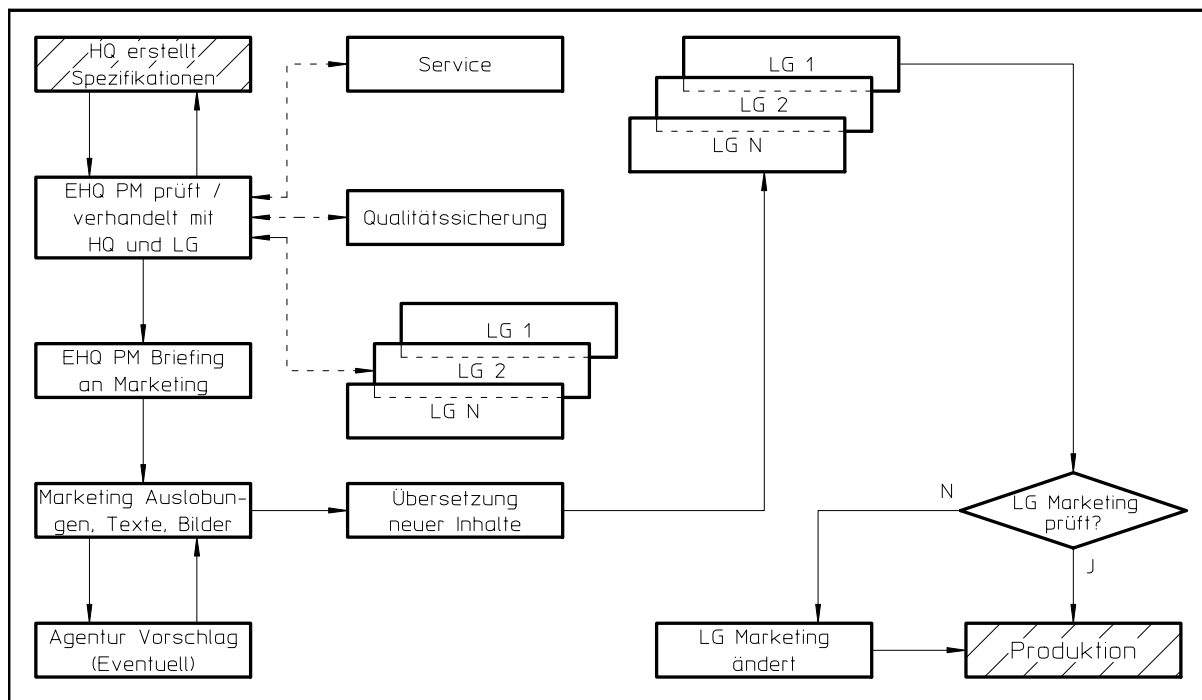 HQ erstellt
Spezifikationen
Service
LG 1
LG 2
LG N
EHQ PM prüft /
verhandelt mit
HQ und LG
Qualitätssicherung
LG 1
LG 2
LG N
EHQ PM Briefing
an Marketing
Marketing Auslobun-
gen, Texte, Bilder
Übersetzung
neuer Inhalte
N
LG Marketing
prüft?
J
Agentur Vorschlag
(Eventuell)
LG Marketing
ändert
Produktion